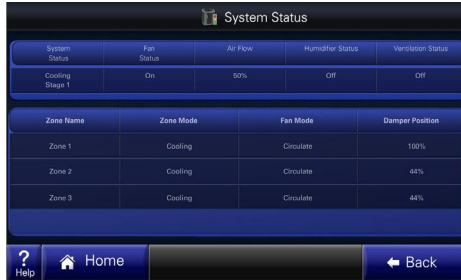 System Status
System Status Fan Status Air Flow Humidifier Status Ventilation Status
Cooling Stage 1 On 50% Off Off
Zone Name Zone Mode Fan Mode Damper Position
Zone 1 Cooling Circulate 100%
Zone 2 Cooling Circulate 44%
Zone 3 Cooling Circulate 44%
? Help Home Back